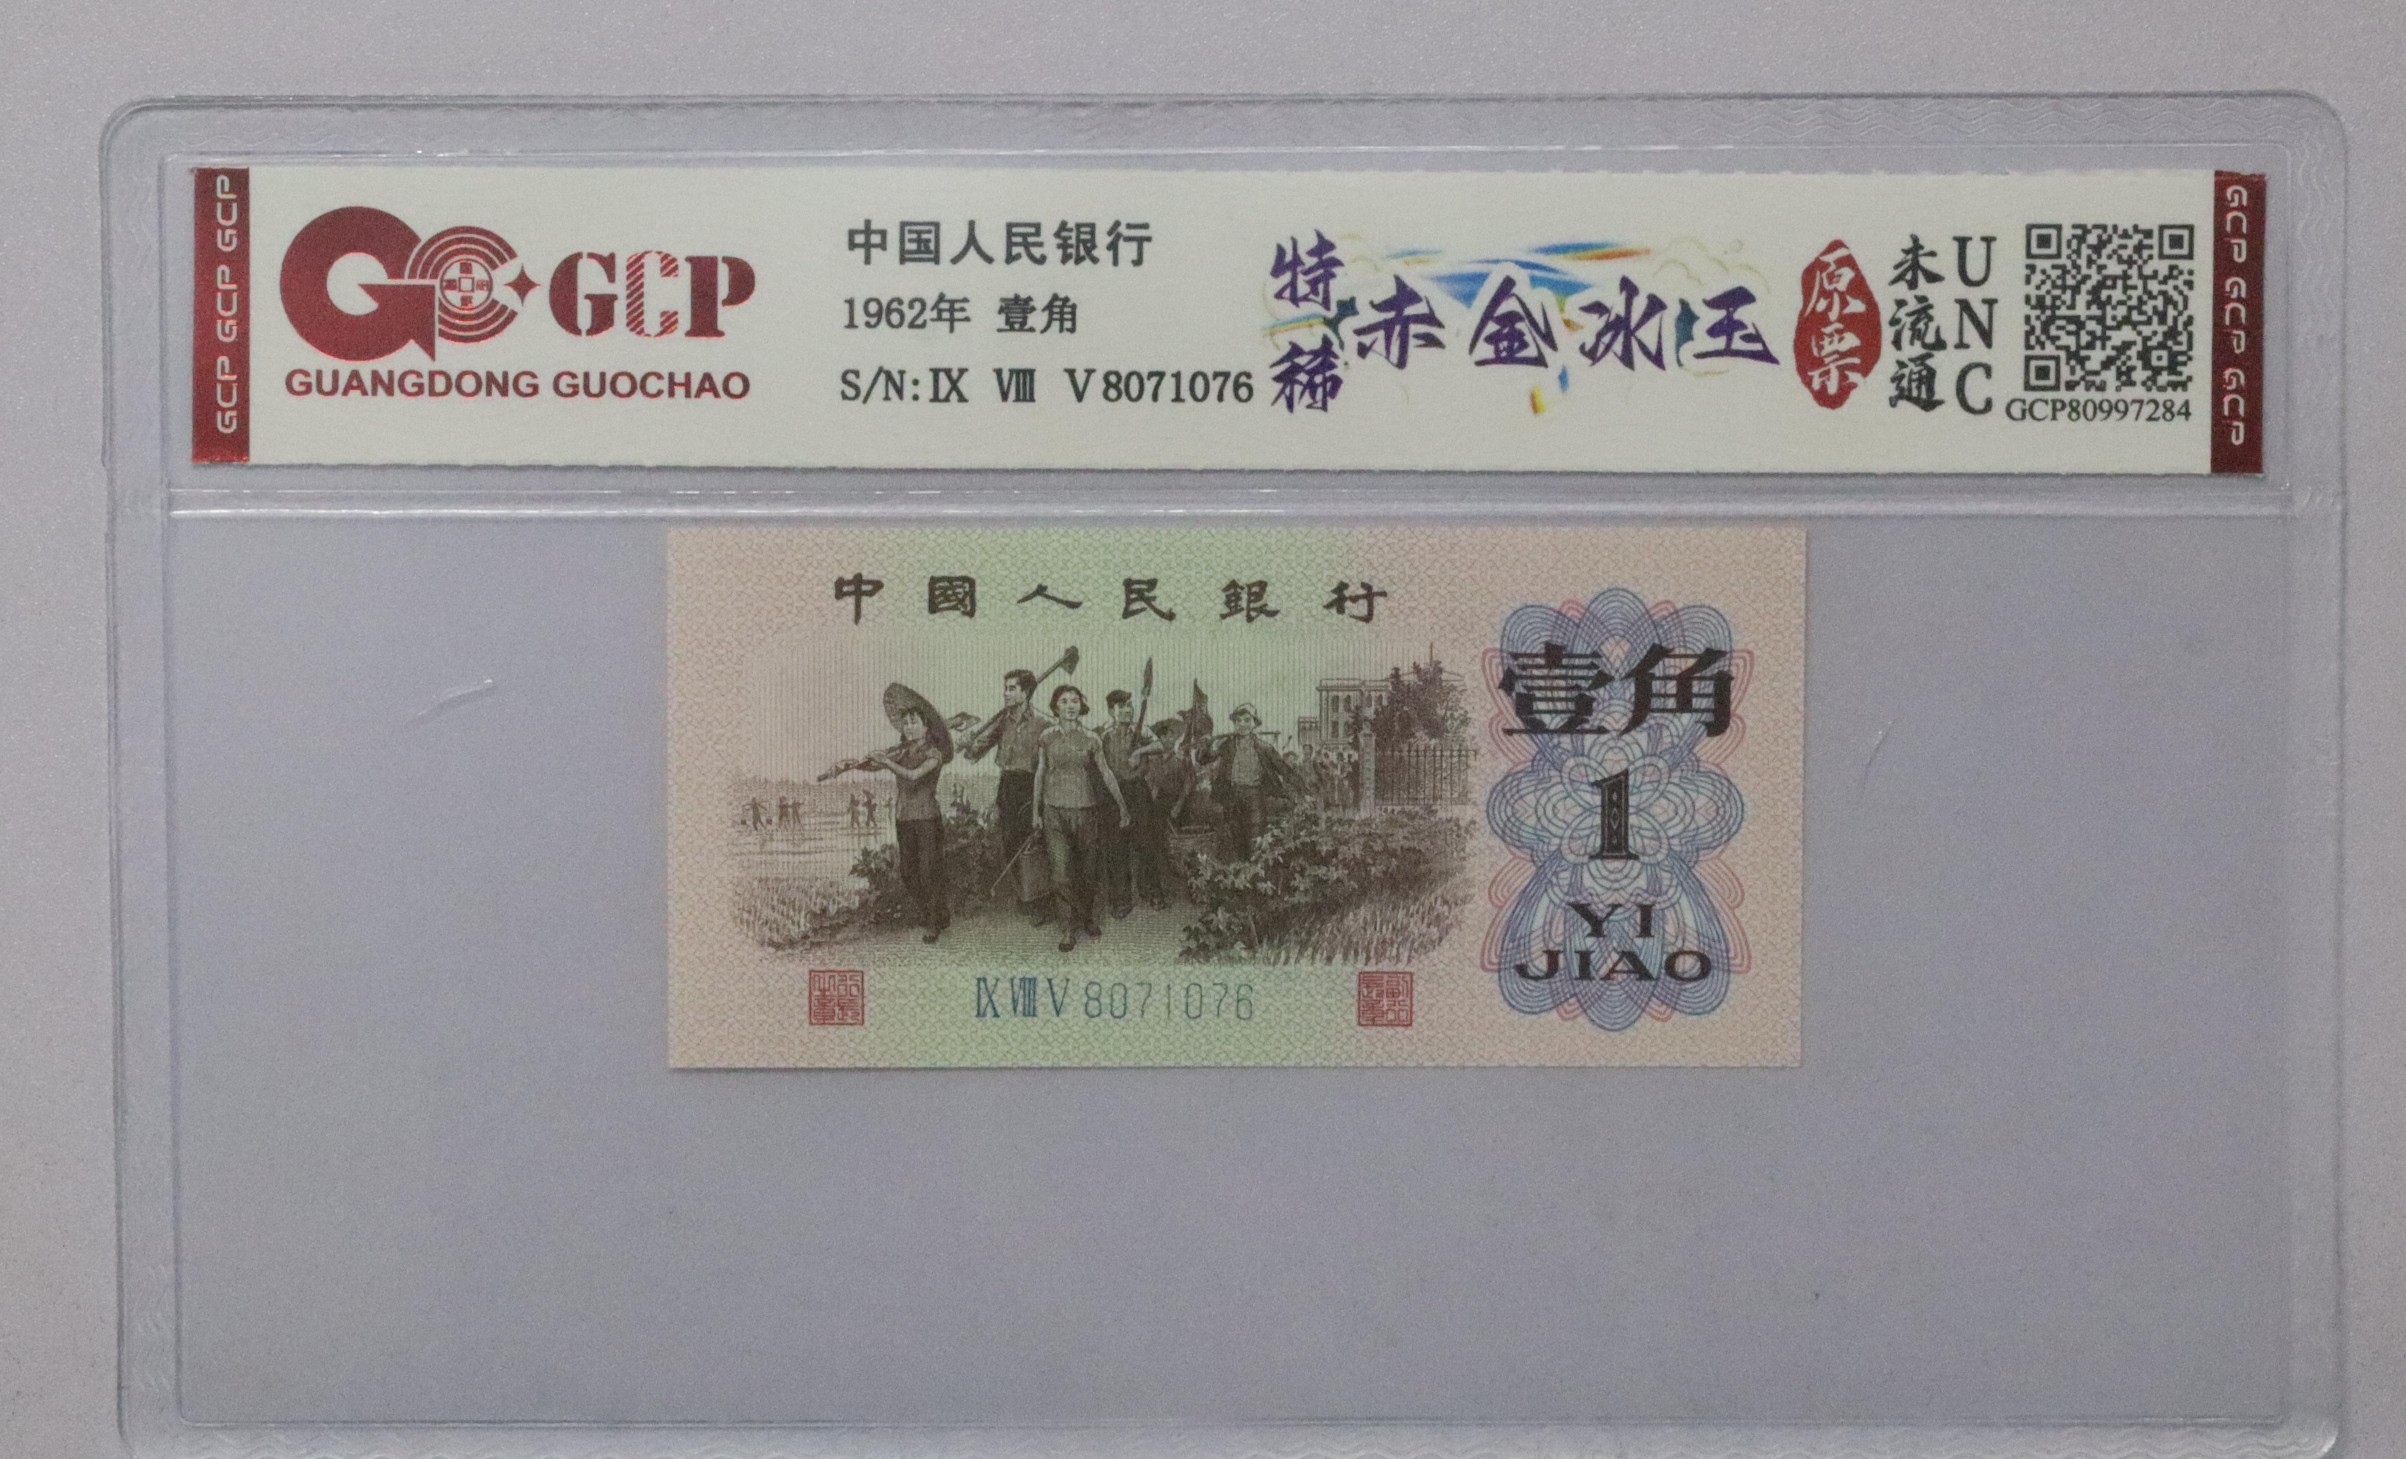 GCP GCP GCP
GCP
GUANGDONG GUOCHAO
中国人民银行
1962年 壹角
S/N: IX VIII V 8071076
特稀
赤金冰玉
原票
未流通
UNC
GCP80997284
GCP GCP GCP
中國人民銀行
壹角
1
YI
JIAO
IX VIII V 8071076